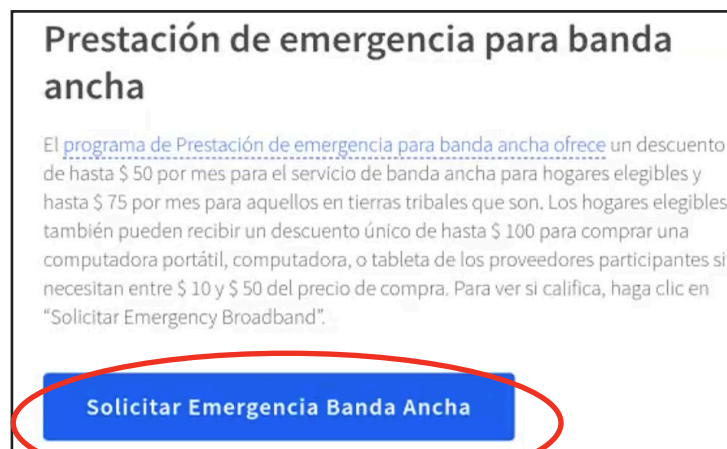 Prestación de emergencia para banda
ancha
El programa de Prestación de emergencia para banda ancha ofrece un descuento
de hasta $ 50 por mes para el servicio de banda ancha para hogares elegibles y
hasta $ 75 por mes para aquellos en tierras tribales que son. Los hogares elegibles
también pueden recibir un descuento único de hasta $ 100 para comprar una
computadora portátil, computadora, o tableta de los proveedores participantes si
necesitan entre $ 10 y $ 50 del precio de compra. Para ver si califica, haga clic en
“Solicitar Emergency Broadband”.
Solicitar Emergencia Banda Ancha